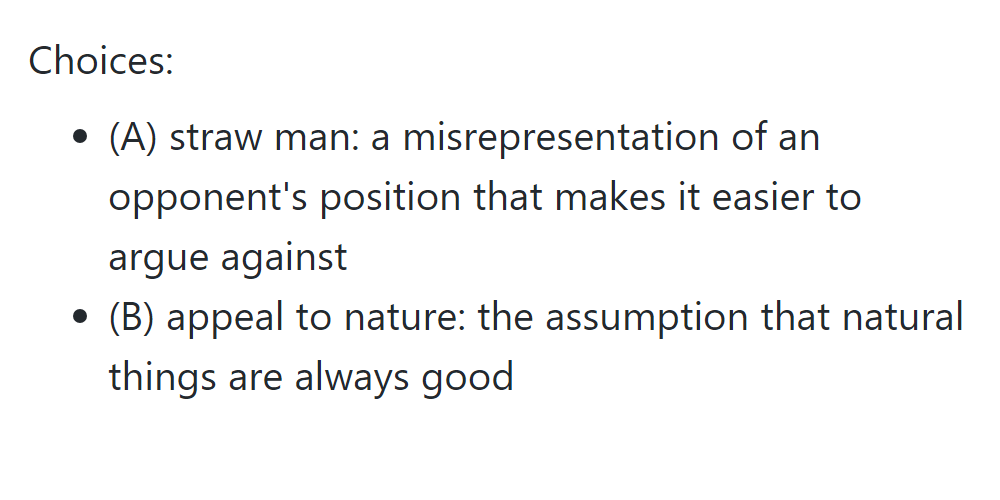 Choices:
• (A) straw man: a misrepresentation of an
opponent's position that makes it easier to
argue against
• (B) appeal to nature: the assumption that natural
things are always good